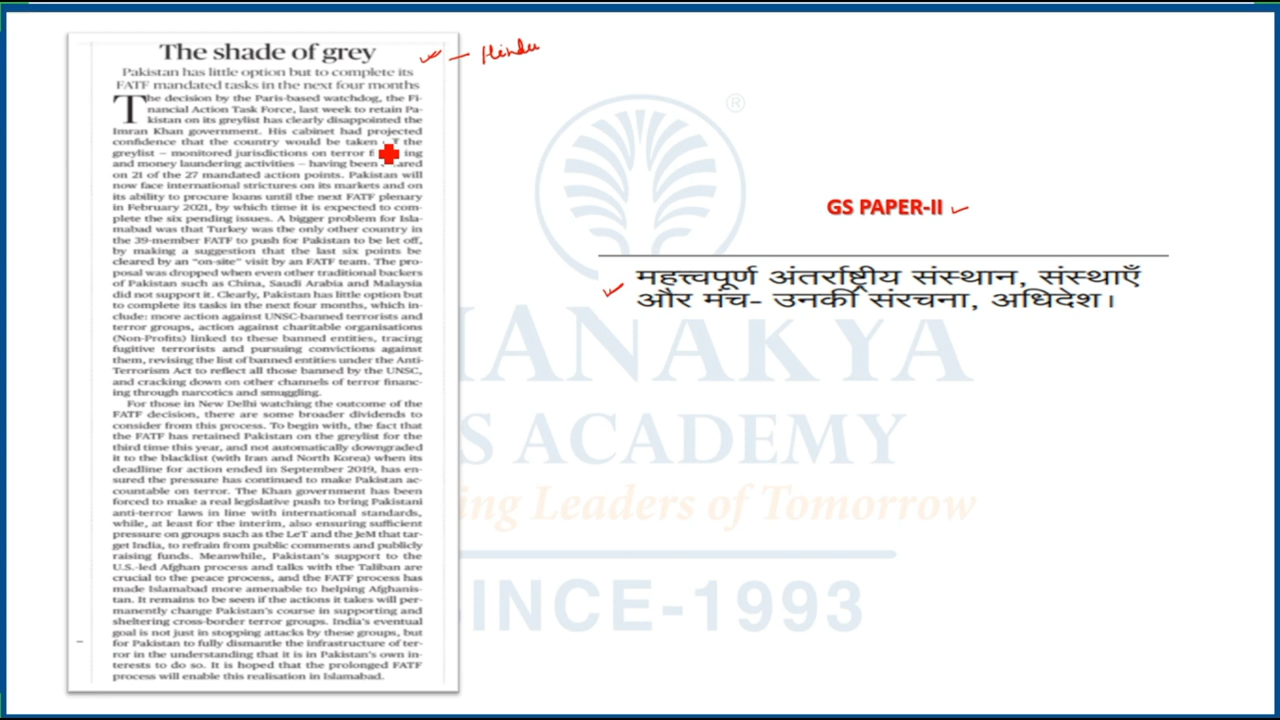 The shade of grey
Pakistan has little option but to complete its
FATF mandated tasks in the next four months
The decision by the Paris-based watchdog, the Fi-
nancial Action Task Force, last week to retain Pa-
kistan on its greylist has clearly disappointed the
Imran Khan government. His cabinet had projected
confidence that the country would be taken the
greylist – monitored jurisdictions on terror
and money laundering activities – having been
on 21 of the 27 mandated action points. Pakistan will
now face international strictures on its markets and on
its ability to procure loans until the next FATF plenary
in February 2021, by which time it is expected to com-
plete the six pending issues. A bigger problem for Isla-
mabad was that Turkey was the only other country in
the 39-member FATF to push for Pakistan to be let off,
by making a suggestion that the last six points be
cleared by an “on-site” visit by an FATF team. The pro-
posal was dropped when even other traditional backers
of Pakistan such as China, Saudi Arabia and Malaysia
did not support it. Clearly, Pakistan has little option but
to complete its tasks in the next four months, which in-
clude: more action against UNSC-banned terrorists and
terror groups, action against charitable organisations
(Non-Profits) linked to these banned entities, tracing
fugitive terrorists and pursuing convictions against
them, revising the list of banned entities under the Anti-
Terrorism Act to reflect all those banned by the UNSC,
and cracking down on other channels of terror financ-
ing through narcotics and smuggling.
For those in New Delhi watching the outcome of the
FATF decision, there are some broader dividends to
consider from this process. To begin with, the fact that
the FATF has retained Pakistan on the greylist for the
third time this year, and not automatically downgraded
it to the blacklist (with Iran and North Korea) when its
deadline for action ended in September 2019, has en-
sured the pressure has continued to make Pakistan ac-
countable on terror. The Khan government has been
forced to make a real legislative push to bring Pakistani
anti-terror laws in line with international standards,
while, at least for the interim, also ensuring sufficient
pressure on groups such as the LeT and the JeM that tar-
get India, to refrain from public comments and publicly
raising funds. Meanwhile, Pakistan’s support to the
U.S.-led Afghan process and talks with the Taliban are
crucial to the peace process, and the FATF process has
made Islamabad more amenable to helping Afghanis-
tan. It remains to be seen if the actions it takes will per-
manently change Pakistan’s course in supporting and
sheltering cross-border terror groups. India’s eventual
goal is not just in stopping attacks by these groups, but
for Pakistan to fully dismantle the infrastructure of ter-
ror in the understanding that it is in Pakistan’s own in-
terests to do so. It is hoped that the prolonged FATF
process will enable this realisation in Islamabad.
– Hindu
®
GS PAPER-II
महत्त्वपूर्ण अंतर्राष्ट्रीय संस्थान, संस्थाएँ
और मंच- उनकी संरचना, अधिदेश।
HANAKYA
S ACADEMY
ing Leaders of Tomorrow
SINCE-1993